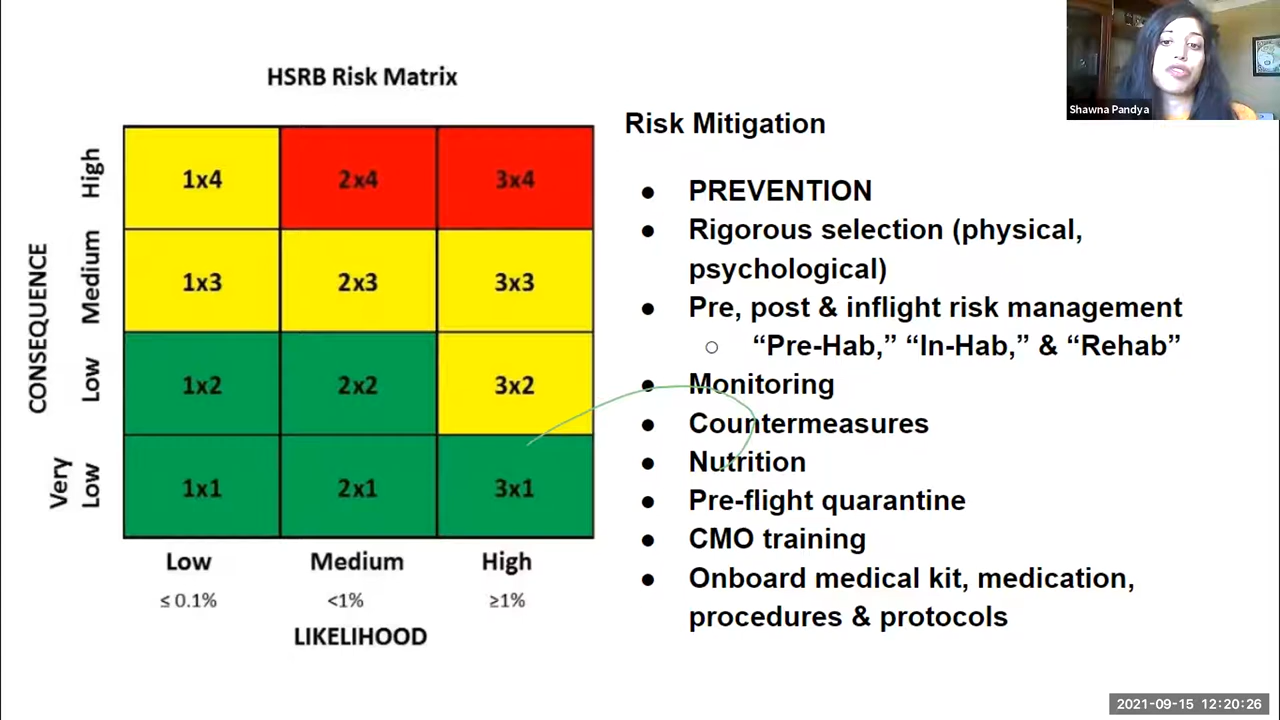 HSRB Risk Matrix
CONSEQUENCE
High
1x4
2x4
3x4
Medium
1x3
2x3
3x3
Low
1x2
2x2
3x2
Very
Low
1x1
2x1
3x1
Low
Medium
High
≤ 0.1%
<1%
≥1%
LIKELIHOOD
Risk Mitigation
● PREVENTION
● Rigorous selection (physical,
psychological)
● Pre, post & inflight risk management
○ “Pre-Hab,” “In-Hab,” & “Rehab”
● Monitoring
● Countermeasures
● Nutrition
● Pre-flight quarantine
● CMO training
● Onboard medical kit, medication,
procedures & protocols
Shawna Pandya
2021-09-15 12:20:26